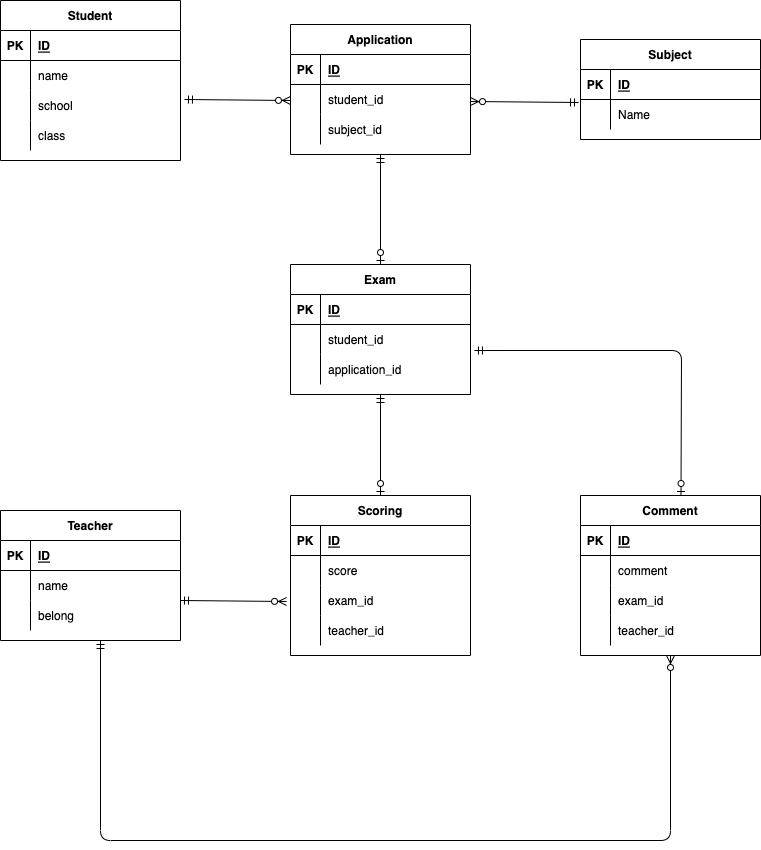 Student
PK ID
name
school
class
Application
PK ID
student_id
subject_id
Subject
PK ID
Name
Exam
PK ID
student_id
application_id
Teacher
PK ID
name
belong
Scoring
PK ID
score
exam_id
teacher_id
Comment
PK ID
comment
exam_id
teacher_id